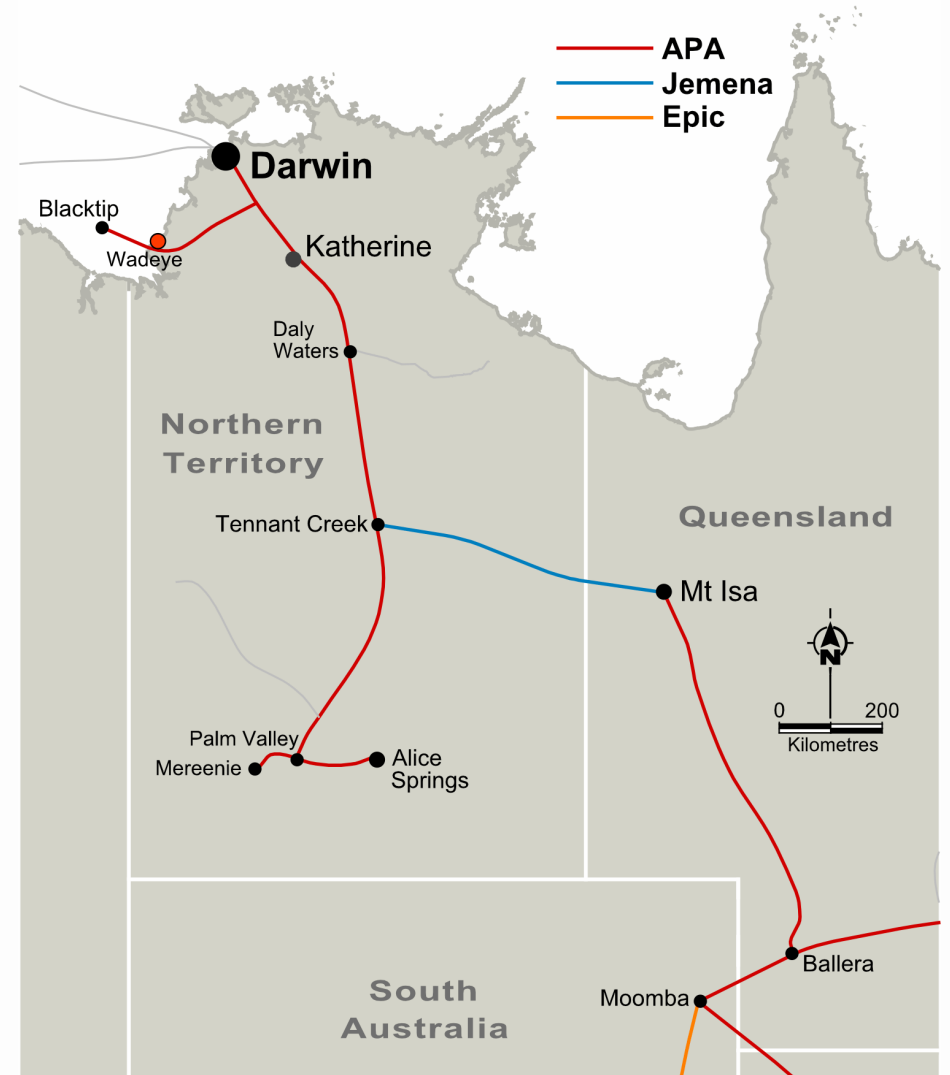 APA
Jemena
Epic
Darwin
Blacktip
Wadeye
Katherine
Daly
Waters
Northern
Territory
Tennant Creek
Queensland
Mt Isa
N
0 200
Kilometres
Palm Valley
Mereenie
Alice
Springs
Ballera
Moomba
South
Australia